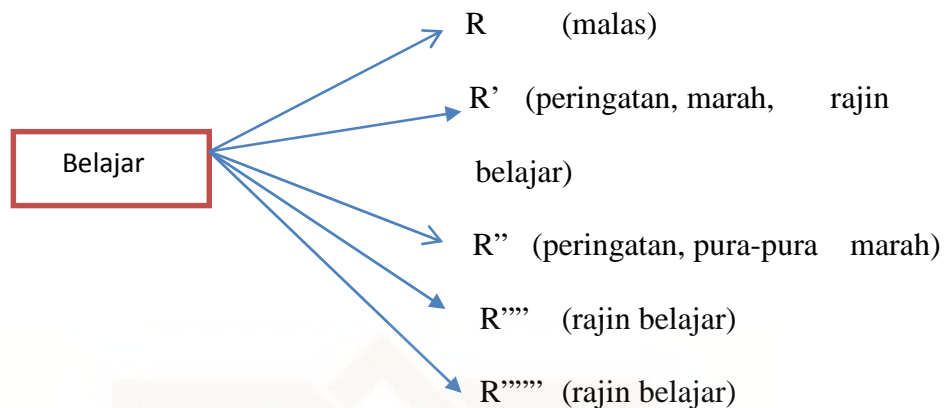 R (malas)
R’ (peringatan, marah, rajin
belajar)
Belajar
R” (peringatan, pura-pura marah)
R”” (rajin belajar)
R”””’ (rajin belajar)